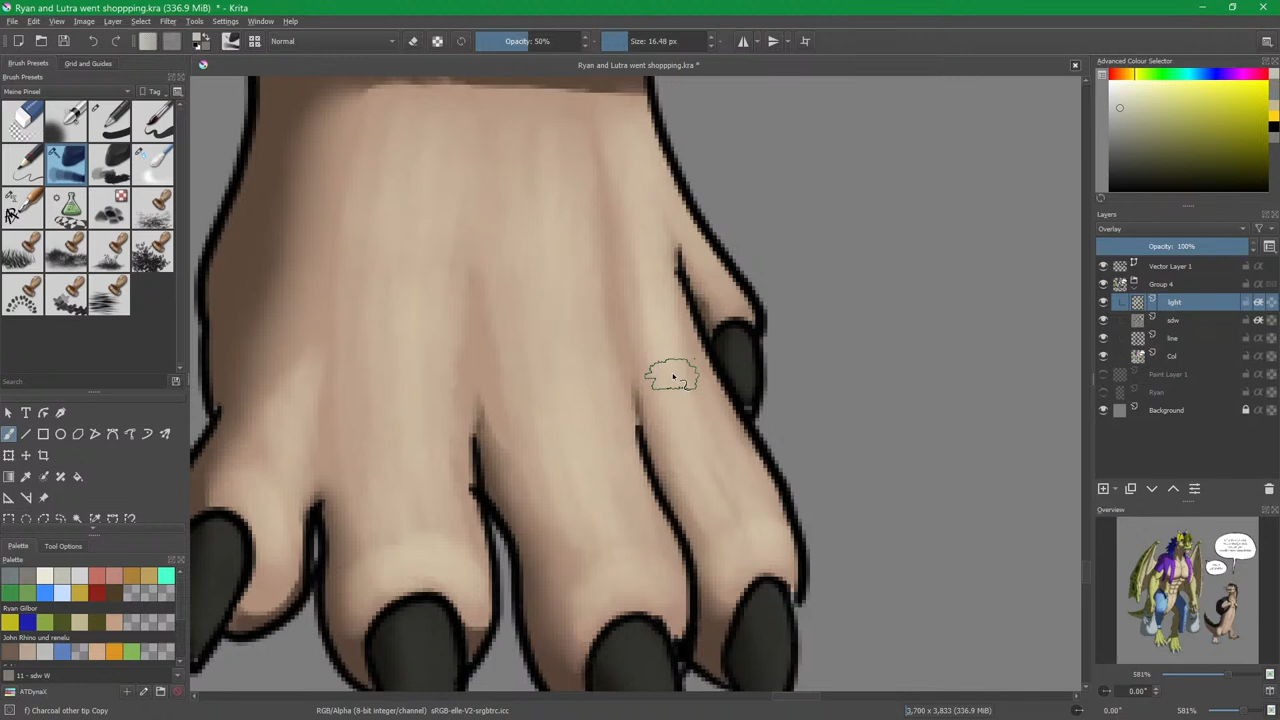 Ryan and Lutra went shoppping.kra (336.9 MiB) * - Krita
File Edit View Image Layer Select Filter Tools Settings Window Help
Normal
Opacity: 50%
Size: 16.48 px
Brush Presets
Grid and Guides
Ryan and Lutra went shoppping.kra *
Advanced Colour Selector
Brush Presets
Meine Pinsel
Tag
Search
Layers
Overlay
Opacity: 100%
Vector Layer 1
Group 4
light
sdw
line
Col
Paint Layer 1
Ryan
Background
Palette
Tool Options
Palette
Ryan Gilbor
John Rhino und renelu
11 - sdw W
ATDynaX
Overview
581%
0.00°
f) Charcoal other tip Copy
RGB/Alpha (8-bit integer/channel) sRGB-elle-V2-srgbtrc.icc
3,700 x 3,833 (336.9 MiB)
0.00°
581%